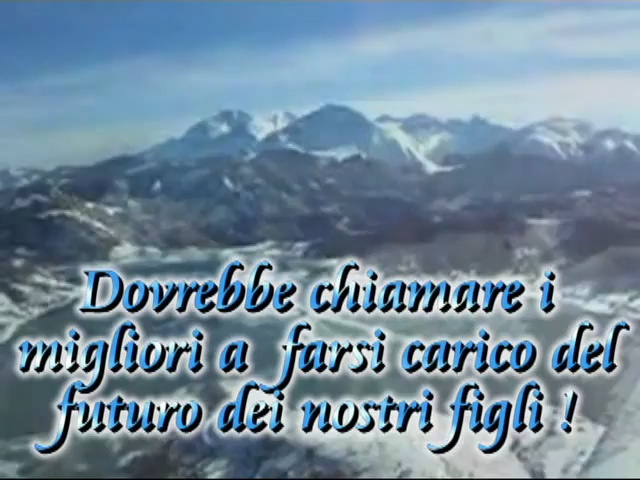 Dovrebbe chiamare i
migliori a farsi carico del
futuro dei nostri figli !